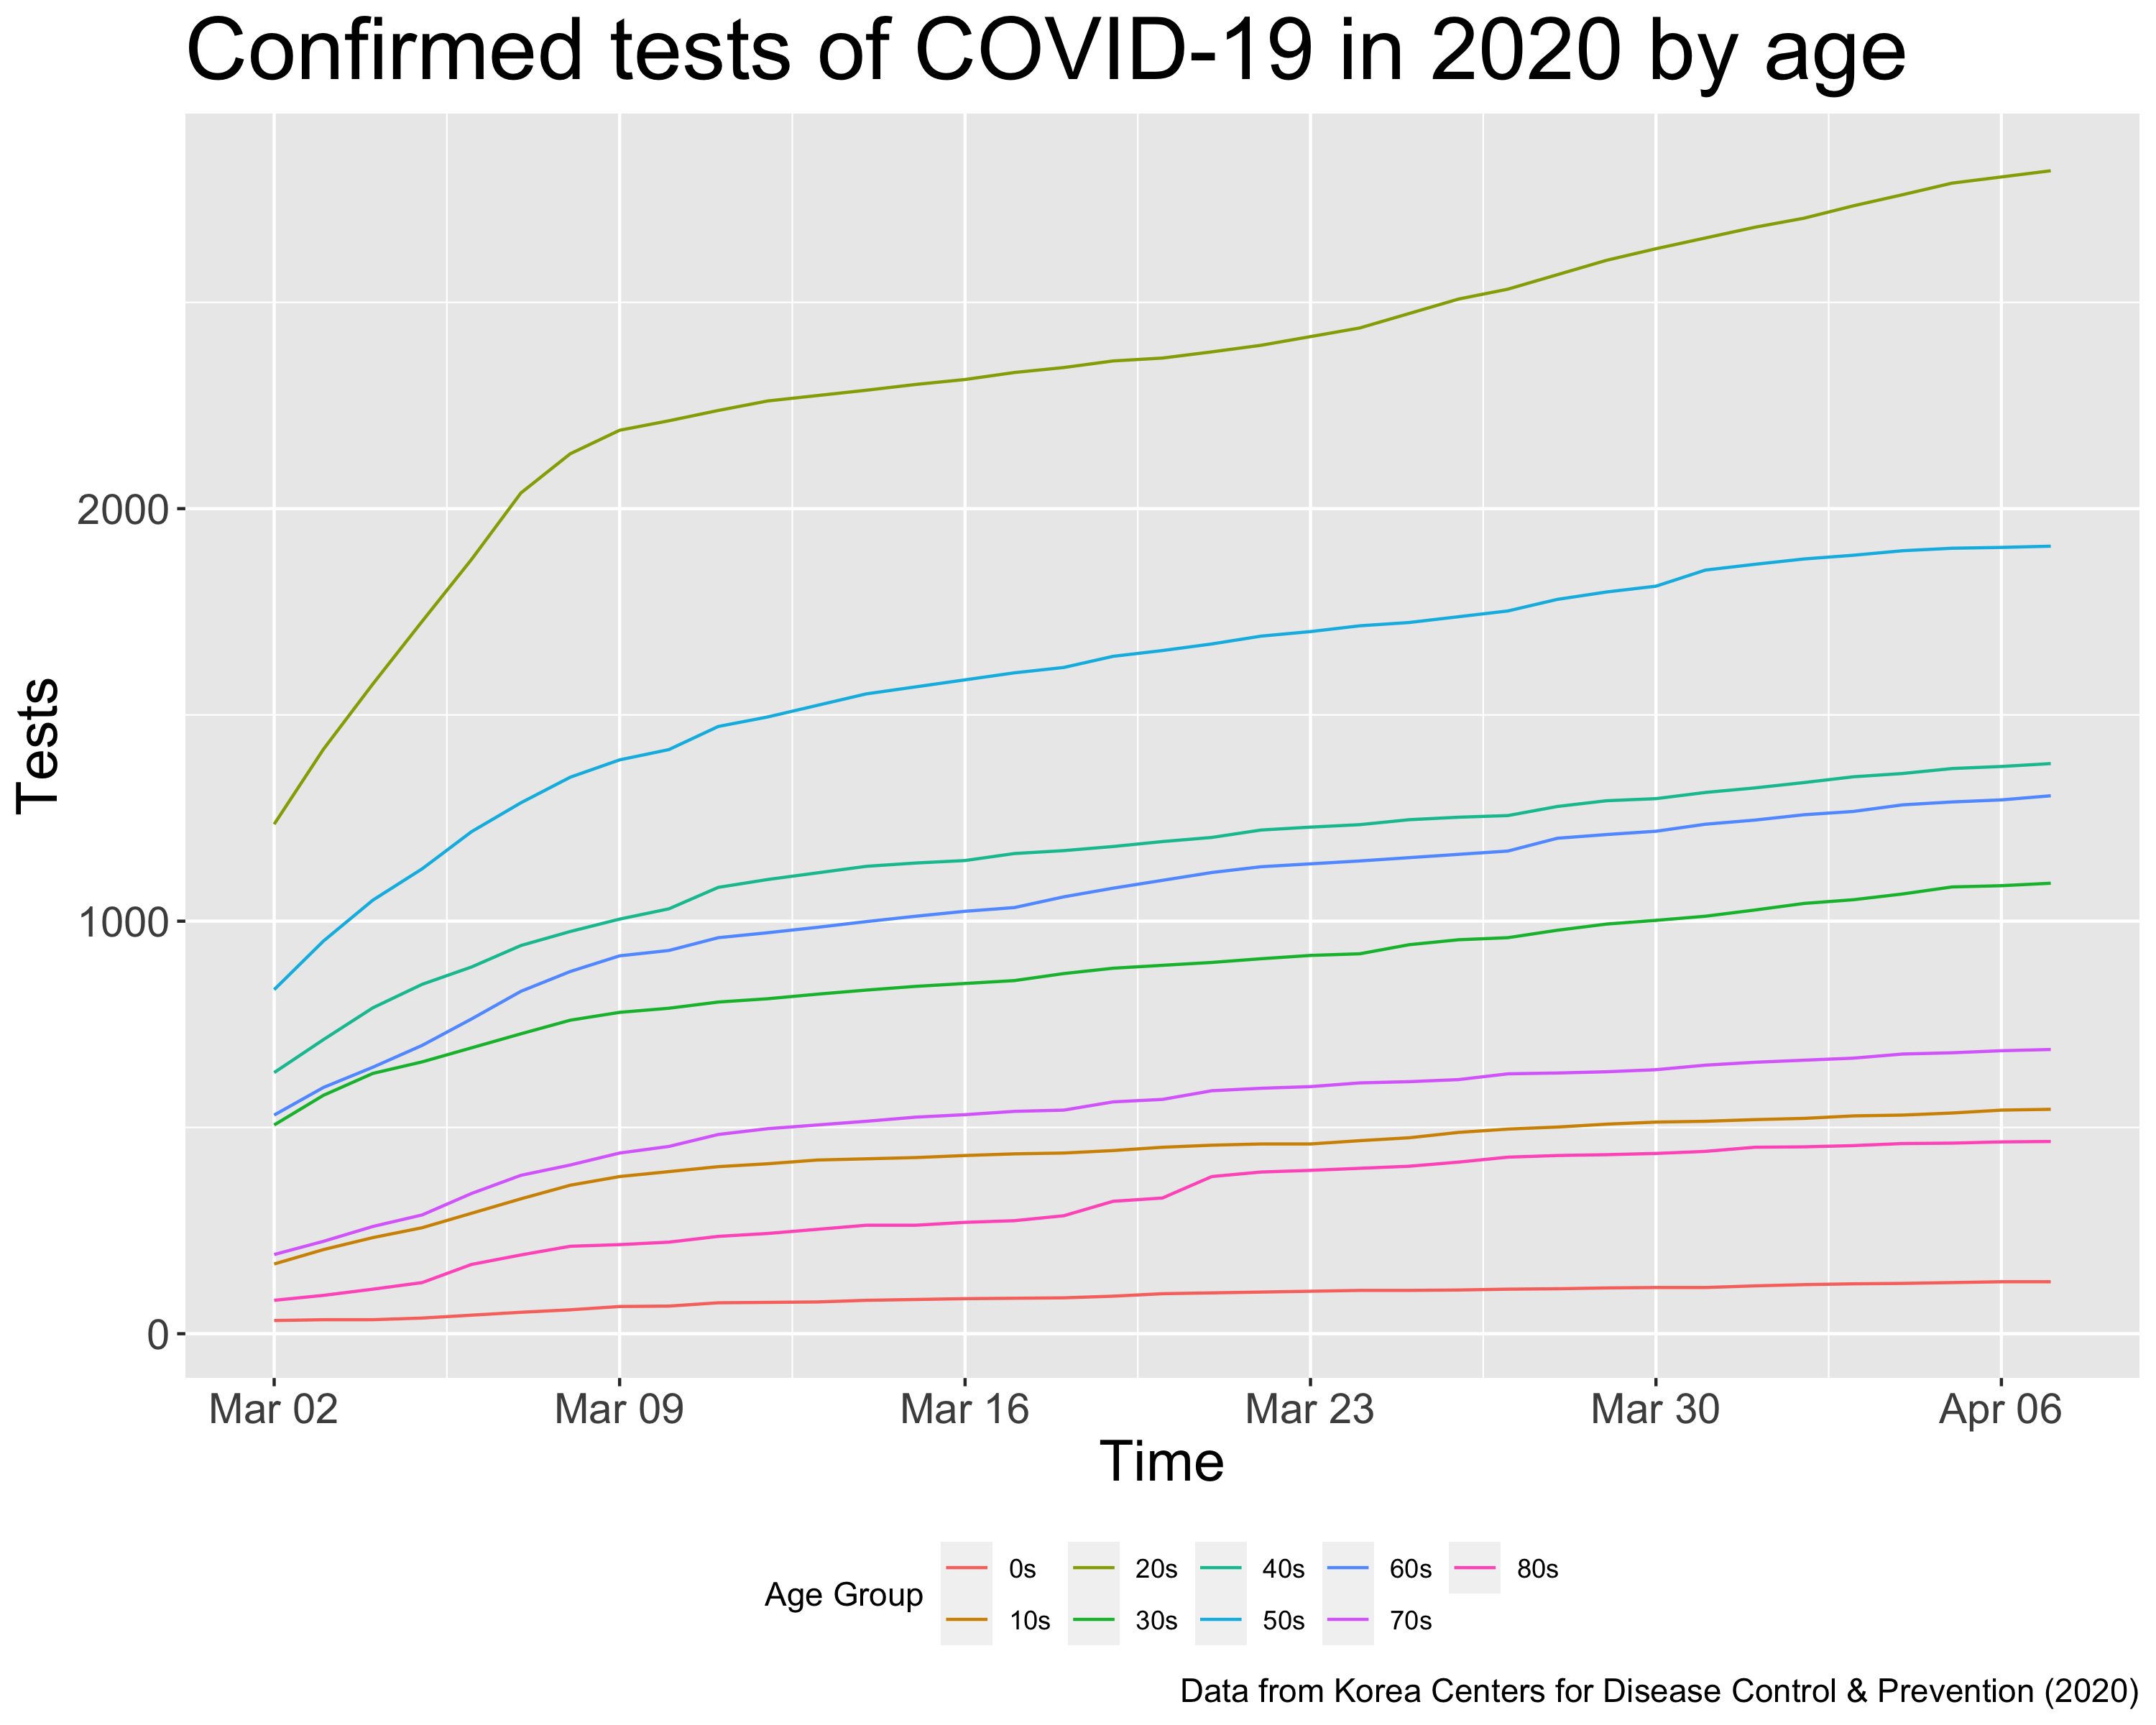 Confirmed tests of COVID-19 in 2020 by age
Tests
2000
1000
0
Mar 02 Mar 09 Mar 16 Mar 23 Mar 30 Apr 06
Time
Age Group
0s 20s 40s 60s 80s
10s 30s 50s 70s
Data from Korea Centers for Disease Control & Prevention (2020)